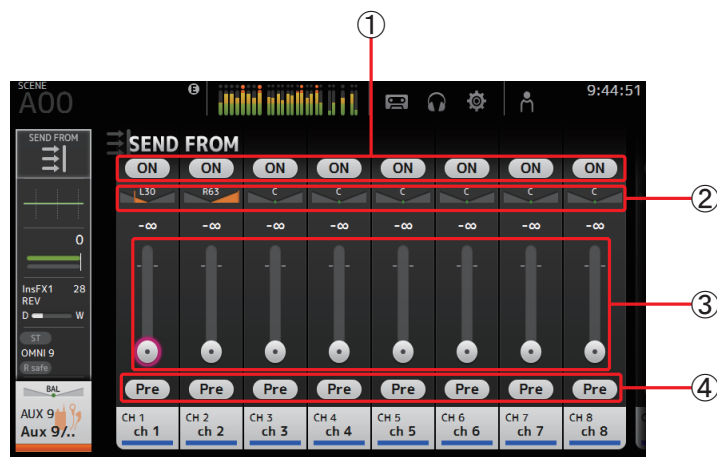 ①
SCENE
A00
E
9:44:51
SEND FROM
SEND FROM
ON ON ON ON ON ON ON ON
L30 R63 C C C C C C
②
-∞ -∞ -∞ -∞ -∞ -∞ -∞ -∞
0
③
InsFX1 28
REV
D W
ST
OMNI 9
R safe
BAL
Pre Pre Pre Pre Pre Pre Pre Pre
④
AUX 9
Aux 9/..
CH 1 CH 2 CH 3 CH 4 CH 5 CH 6 CH 7 CH 8
ch 1 ch 2 ch 3 ch 4 ch 5 ch 6 ch 7 ch 8